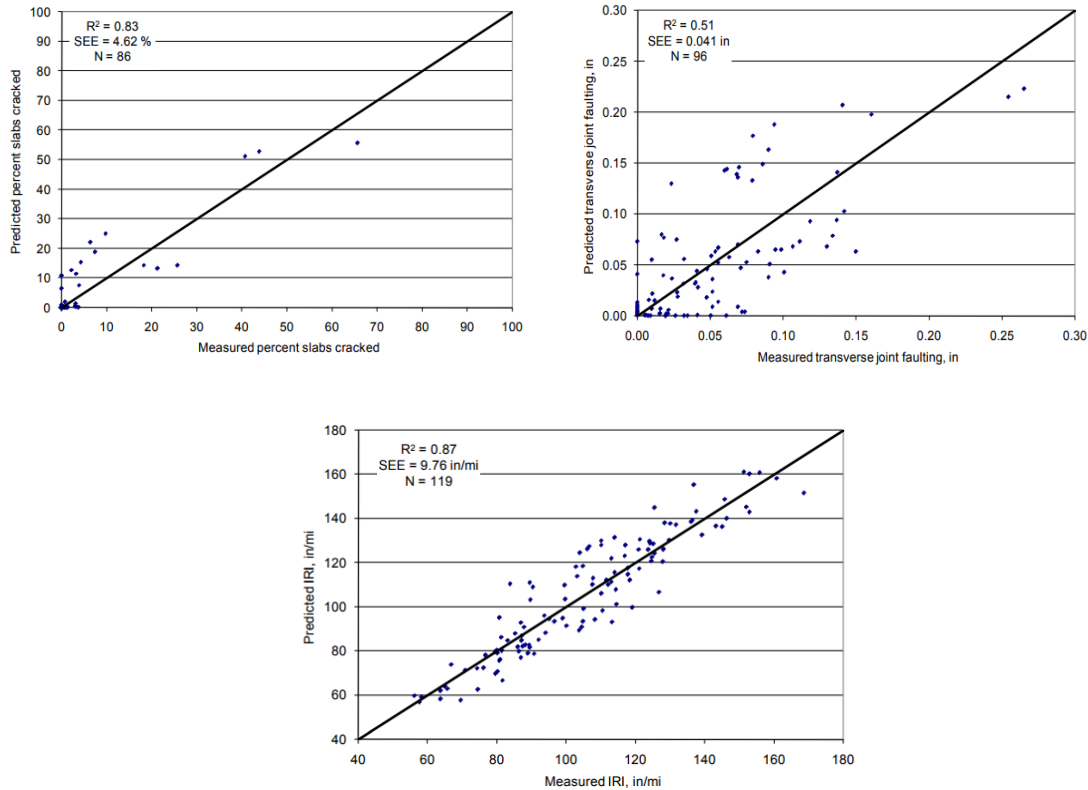 R² = 0.83
SEE = 4.62 %
N = 86
Predicted percent slabs cracked
100
90
80
70
60
50
40
30
20
10
0
0 10 20 30 40 50 60 70 80 90 100
Measured percent slabs cracked
R² = 0.51
SEE = 0.041 in
N = 96
Predicted transverse joint faulting, in
0.30
0.25
0.20
0.15
0.10
0.05
0.00
0.00 0.05 0.10 0.15 0.20 0.25 0.30
Measured transverse joint faulting, in
R² = 0.87
SEE = 9.76 in/mi
N = 119
Predicted IRI, in/mi
180
160
140
120
100
80
60
40
40 60 80 100 120 140 160 180
Measured IRI, in/mi